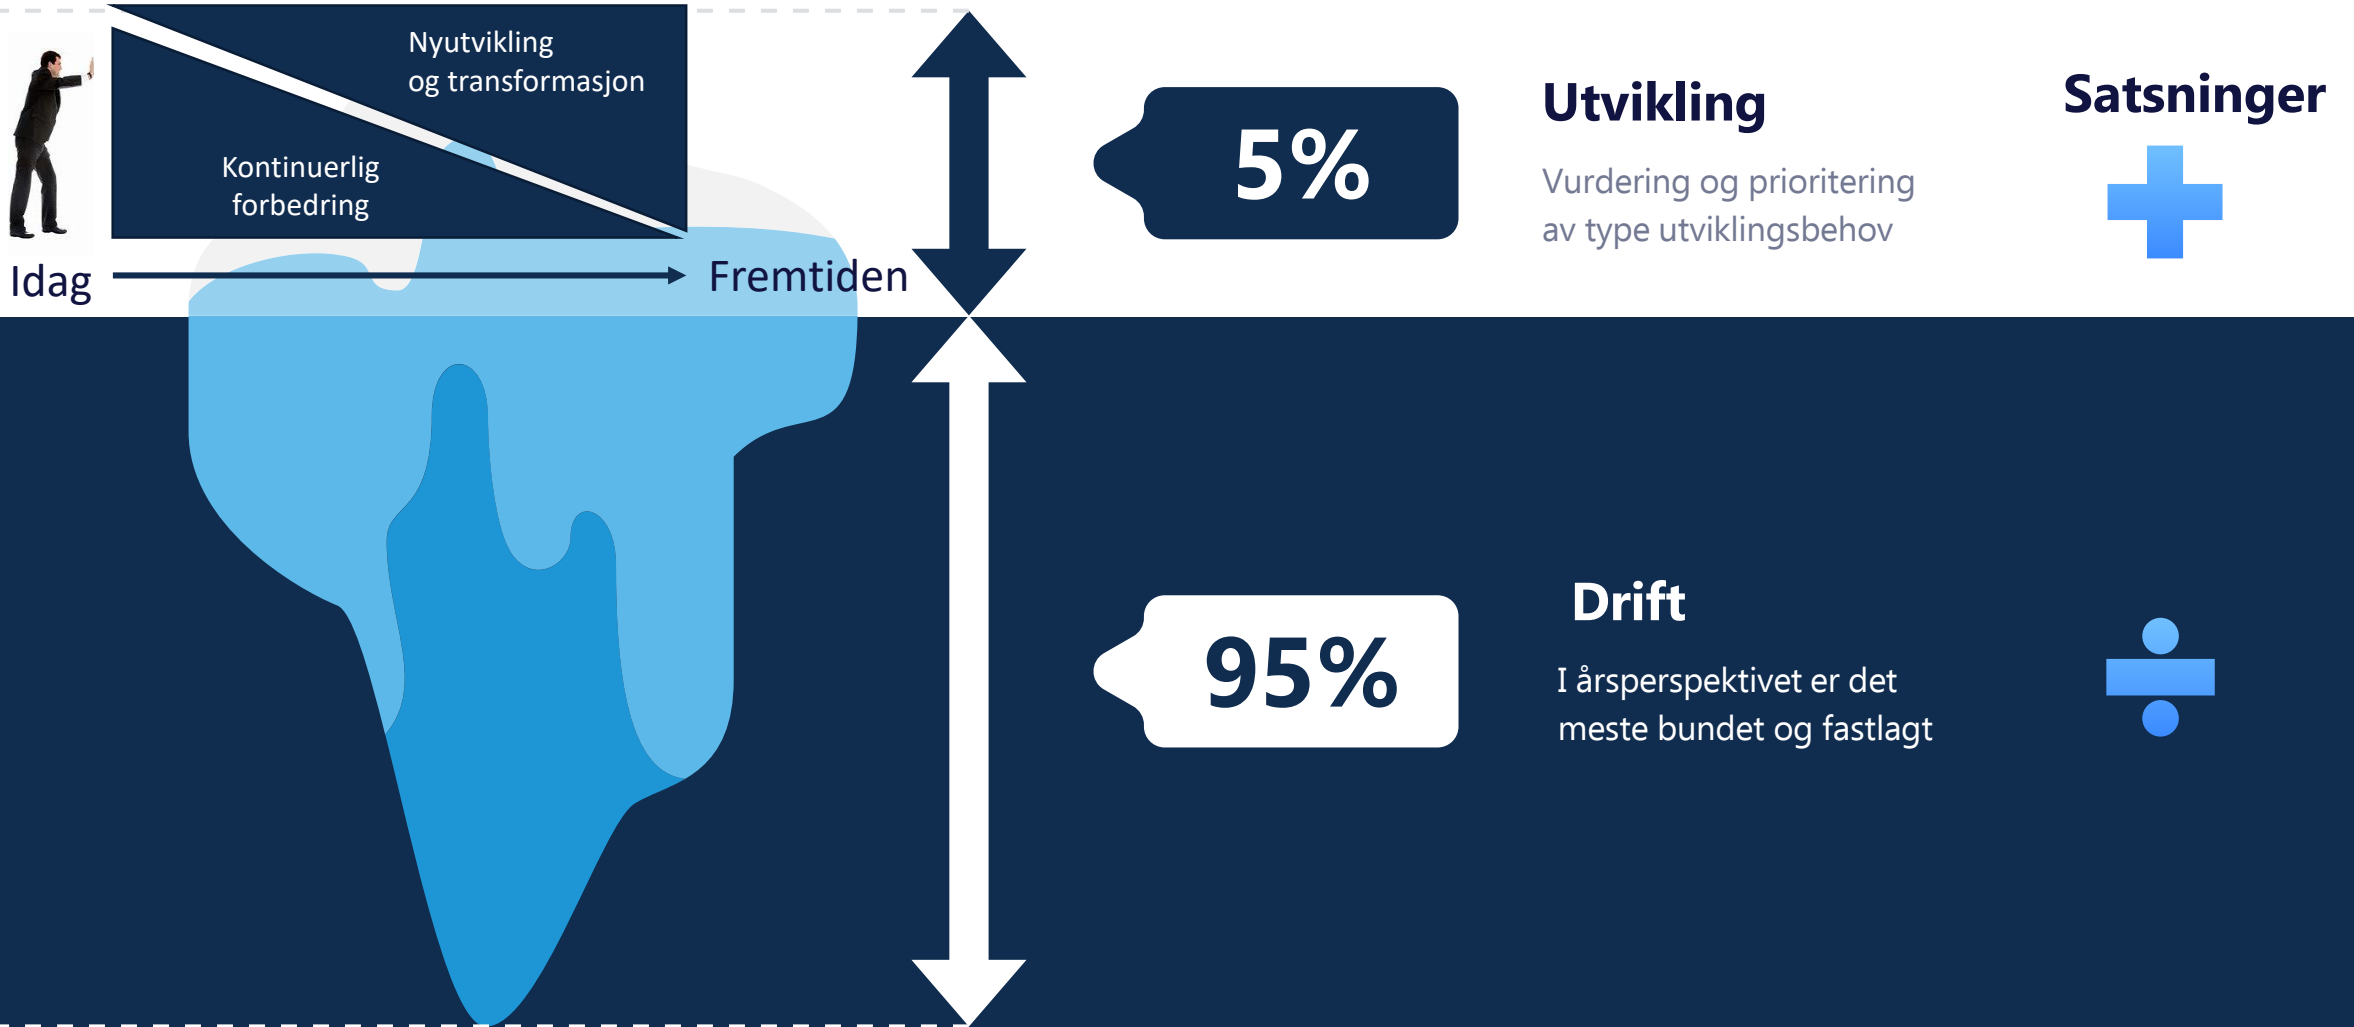 Nyutvikling
og transformasjon
Kontinuerlig
forbedring
Idag
Fremtiden
5%
Utvikling
Vurdering og prioritering
av type utviklingsbehov
Satsninger
95%
Drift
I årsperspektivet er det
meste bundet og fastlagt